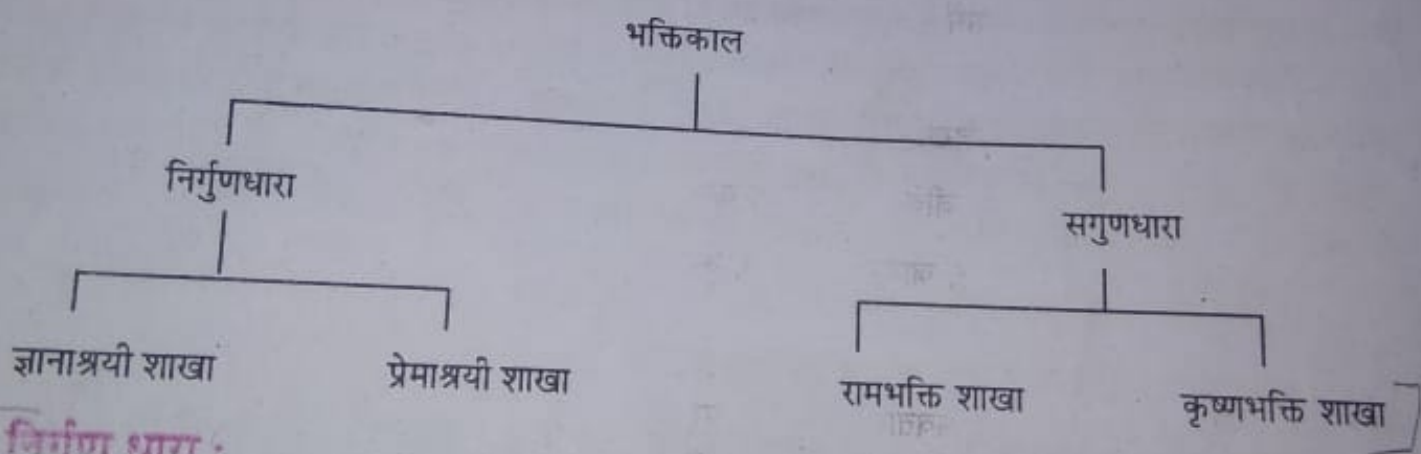 भक्तिकाल
निर्गुणधारा
सगुणधारा
ज्ञानाश्रयी शाखा
प्रेमाश्रयी शाखा
रामभक्ति शाखा
कृष्णभक्ति शाखा
निर्गुण धारा :